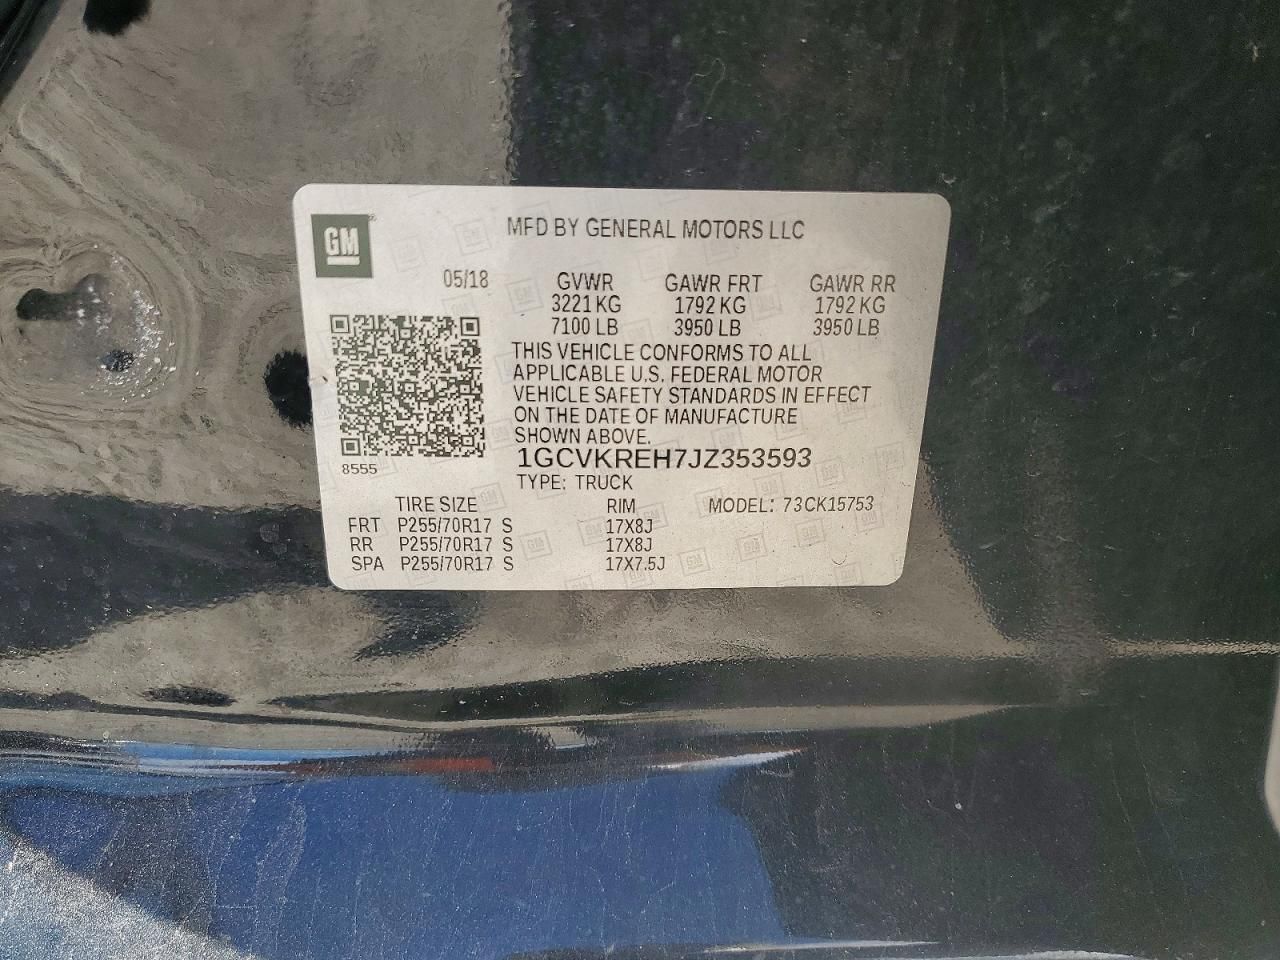 GM
MFD BY GENERAL MOTORS LLC
05/18 GVWR GAWR FRT GAWR RR
3221 KG 1792 KG 1792 KG
7100 LB 3950 LB 3950 LB
THIS VEHICLE CONFORMS TO ALL
APPLICABLE U.S. FEDERAL MOTOR
VEHICLE SAFETY STANDARDS IN EFFECT
ON THE DATE OF MANUFACTURE
SHOWN ABOVE.
8555
1GCVKREH7JZ353593
TYPE: TRUCK
TIRE SIZE RIM MODEL: 73CK15753
FRT P255/70R17 S 17X8J
RR P255/70R17 S 17X8J
SPA P255/70R17 S 17X7.5J